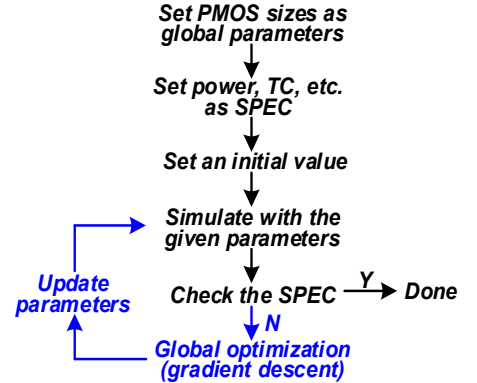 Set PMOS sizes as
global parameters
Set power, TC, etc.
as SPEC
Set an initial value
Simulate with the
given parameters
Check the SPEC
Y
Done
N
Update
parameters
Global optimization
(gradient descent)